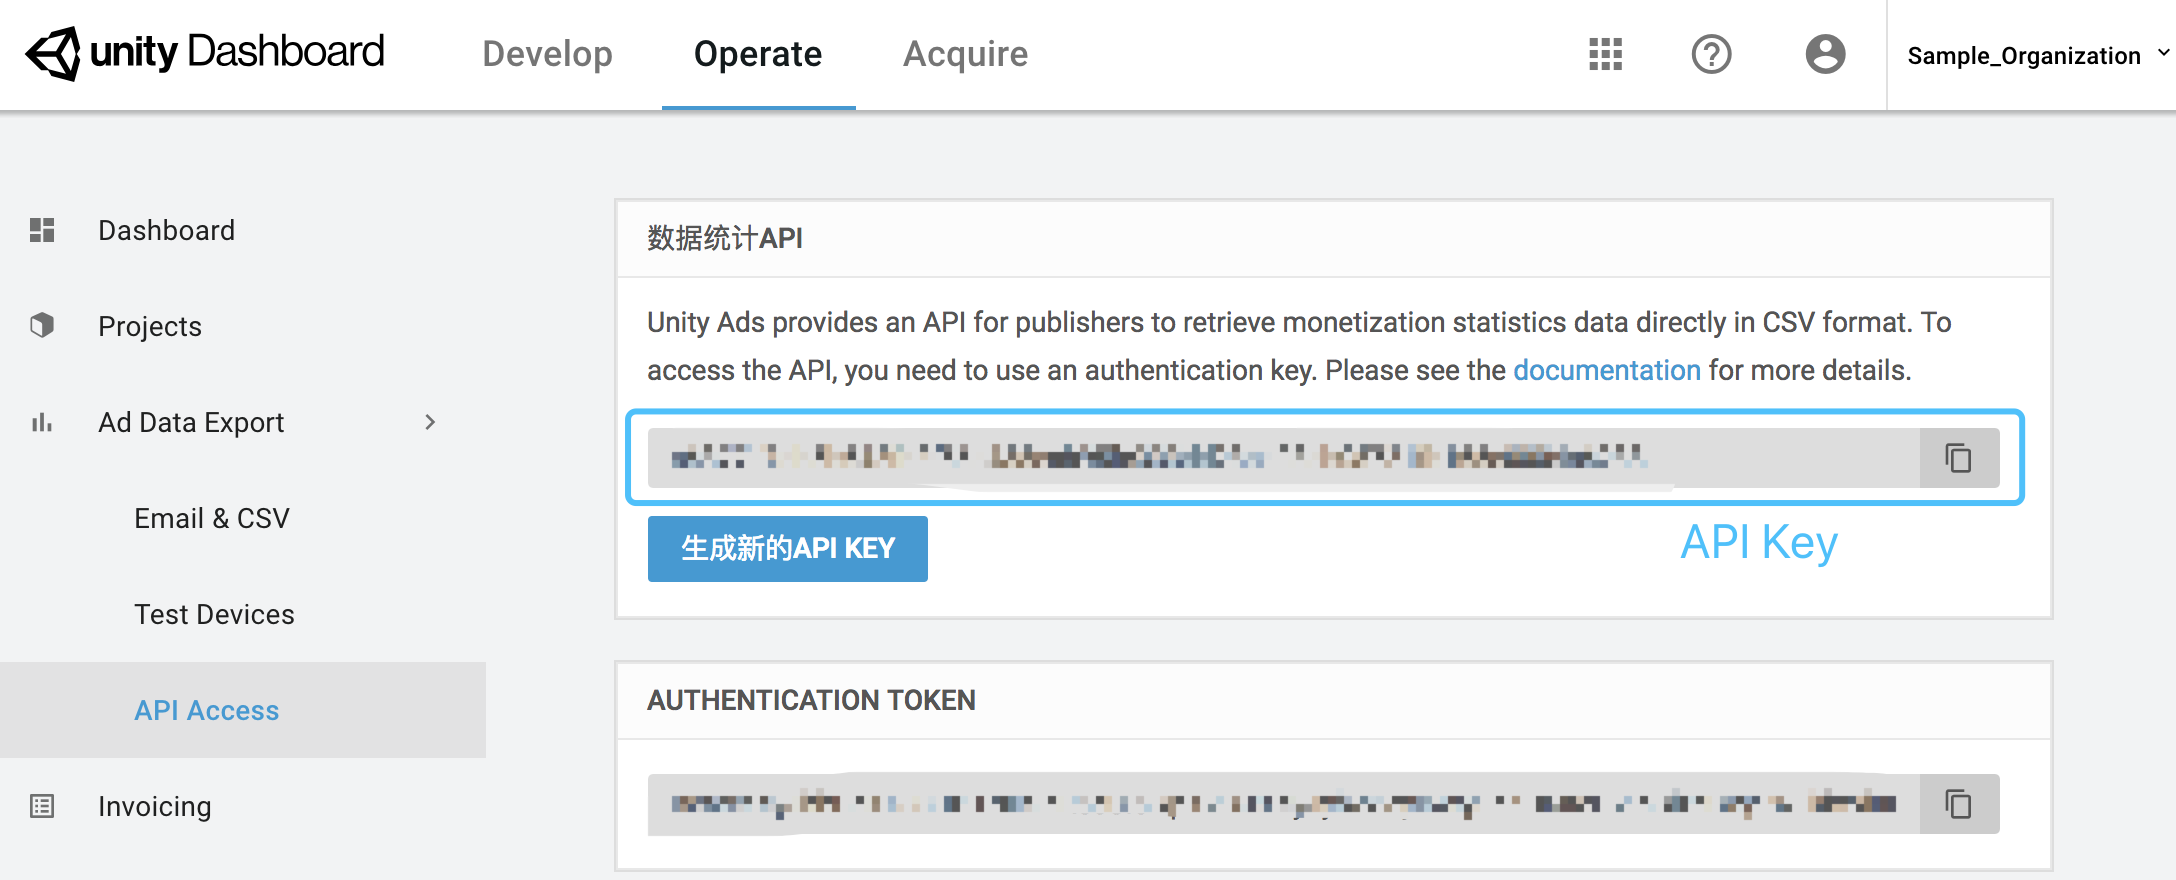 unity Dashboard
Develop
Operate
Acquire
Sample_Organization
Dashboard
Projects
Ad Data Export
Email & CSV
Test Devices
API Access
Invoicing
数据统计API
Unity Ads provides an API for publishers to retrieve monetization statistics data directly in CSV format. To
access the API, you need to use an authentication key. Please see the documentation for more details.
生成新的API KEY
API Key
AUTHENTICATION TOKEN